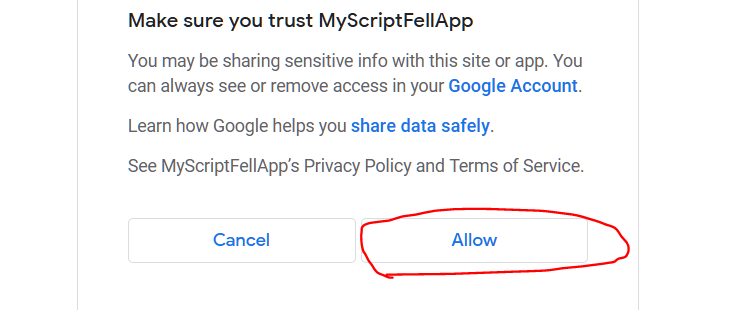 Make sure you trust MyScriptFellApp
You may be sharing sensitive info with this site or app. You
can always see or remove access in your Google Account.
Learn how Google helps you share data safely.
See MyScriptFellApp’s Privacy Policy and Terms of Service.
Cancel
Allow